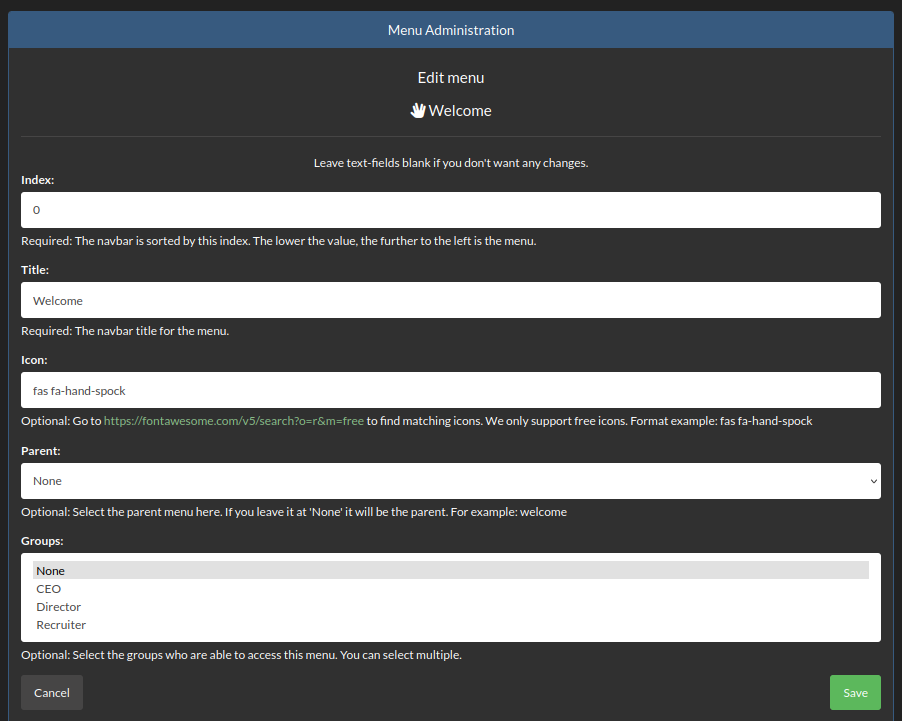 Menu Administration
Edit menu
Welcome
Leave text-fields blank if you don't want any changes.
Index:
0
Required: The navbar is sorted by this index. The lower the value, the further to the left is the menu.
Title:
Welcome
Required: The navbar title for the menu.
Icon:
fas fa-hand-spock
Optional: Go to https://fontawesome.com/v5/search?o=r&m=free to find matching icons. We only support free icons. Format example: fas fa-hand-spock
Parent:
None
Optional: Select the parent menu here. If you leave it at 'None' it will be the parent. For example: welcome
Groups:
None
CEO
Director
Recruiter
Optional: Select the groups who are able to access this menu. You can select multiple.
Cancel
Save